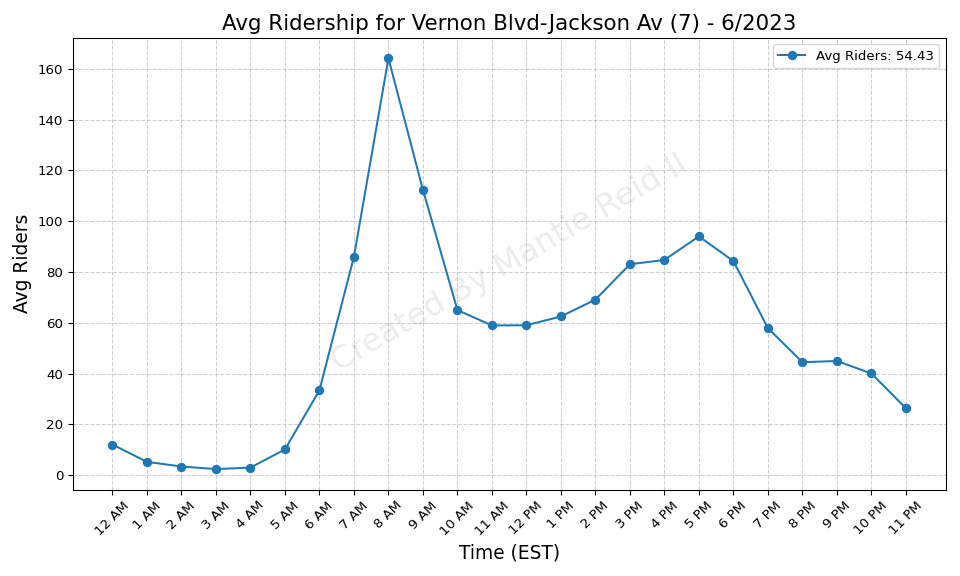 Avg Ridership for Vernon Blvd-Jackson Av (7) - 6/2023
Avg Riders: 54.43
Avg Riders
160
140
120
100
80
60
40
20
0
Created By Mantle Reid II
12 AM
1 AM
2 AM
3 AM
4 AM
5 AM
6 AM
7 AM
8 AM
9 AM
10 AM
11 AM
12 PM
1 PM
2 PM
3 PM
4 PM
5 PM
6 PM
7 PM
8 PM
9 PM
10 PM
11 PM
Time (EST)